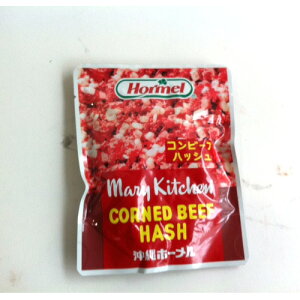 Hormel
コンビーフ
ハッシュ
Mary Kitchen
CORNED BEEF
HASH
沖縄ホーメル